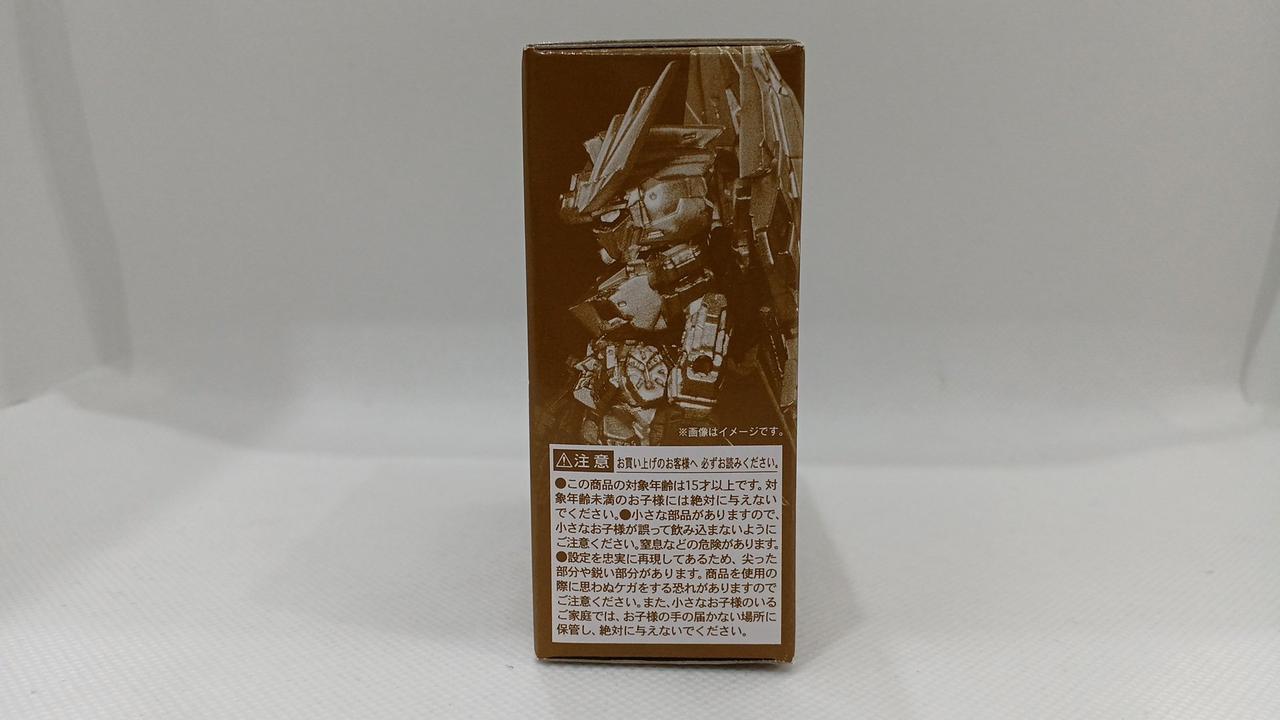 ※画像はイメージです。
⚠注意 お買い上げのお客様へ 必ずお読みください。
●この商品の対象年齢は15才以上です。対
象年齢未満のお子様には絶対に与えない
でください。●小さな部品がありますので、
小さなお子様が誤って飲み込まないように
ご注意ください。窒息などの危険があります。
●設定を忠実に再現してあるため、尖った
部分や鋭い部分があります。商品を使用の
際に思わぬケガをする恐れがありますので
ご注意ください。また、小さなお子様のいる
ご家庭では、お子様の手の届かない場所に
保管し、絶対に与えないでください。